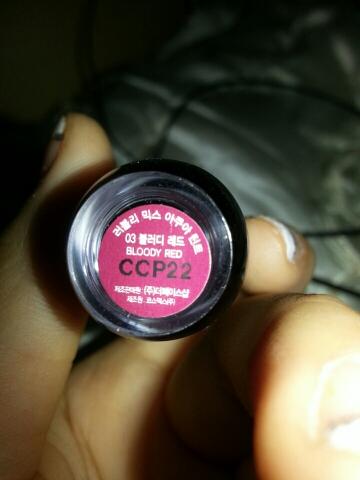 러블리 믹스 아쿠아 틴트
03 블러디 레드
BLOODY RED
CCP22
제조판매원: (주)더페이스샵
제조원: 코스맥스(주)